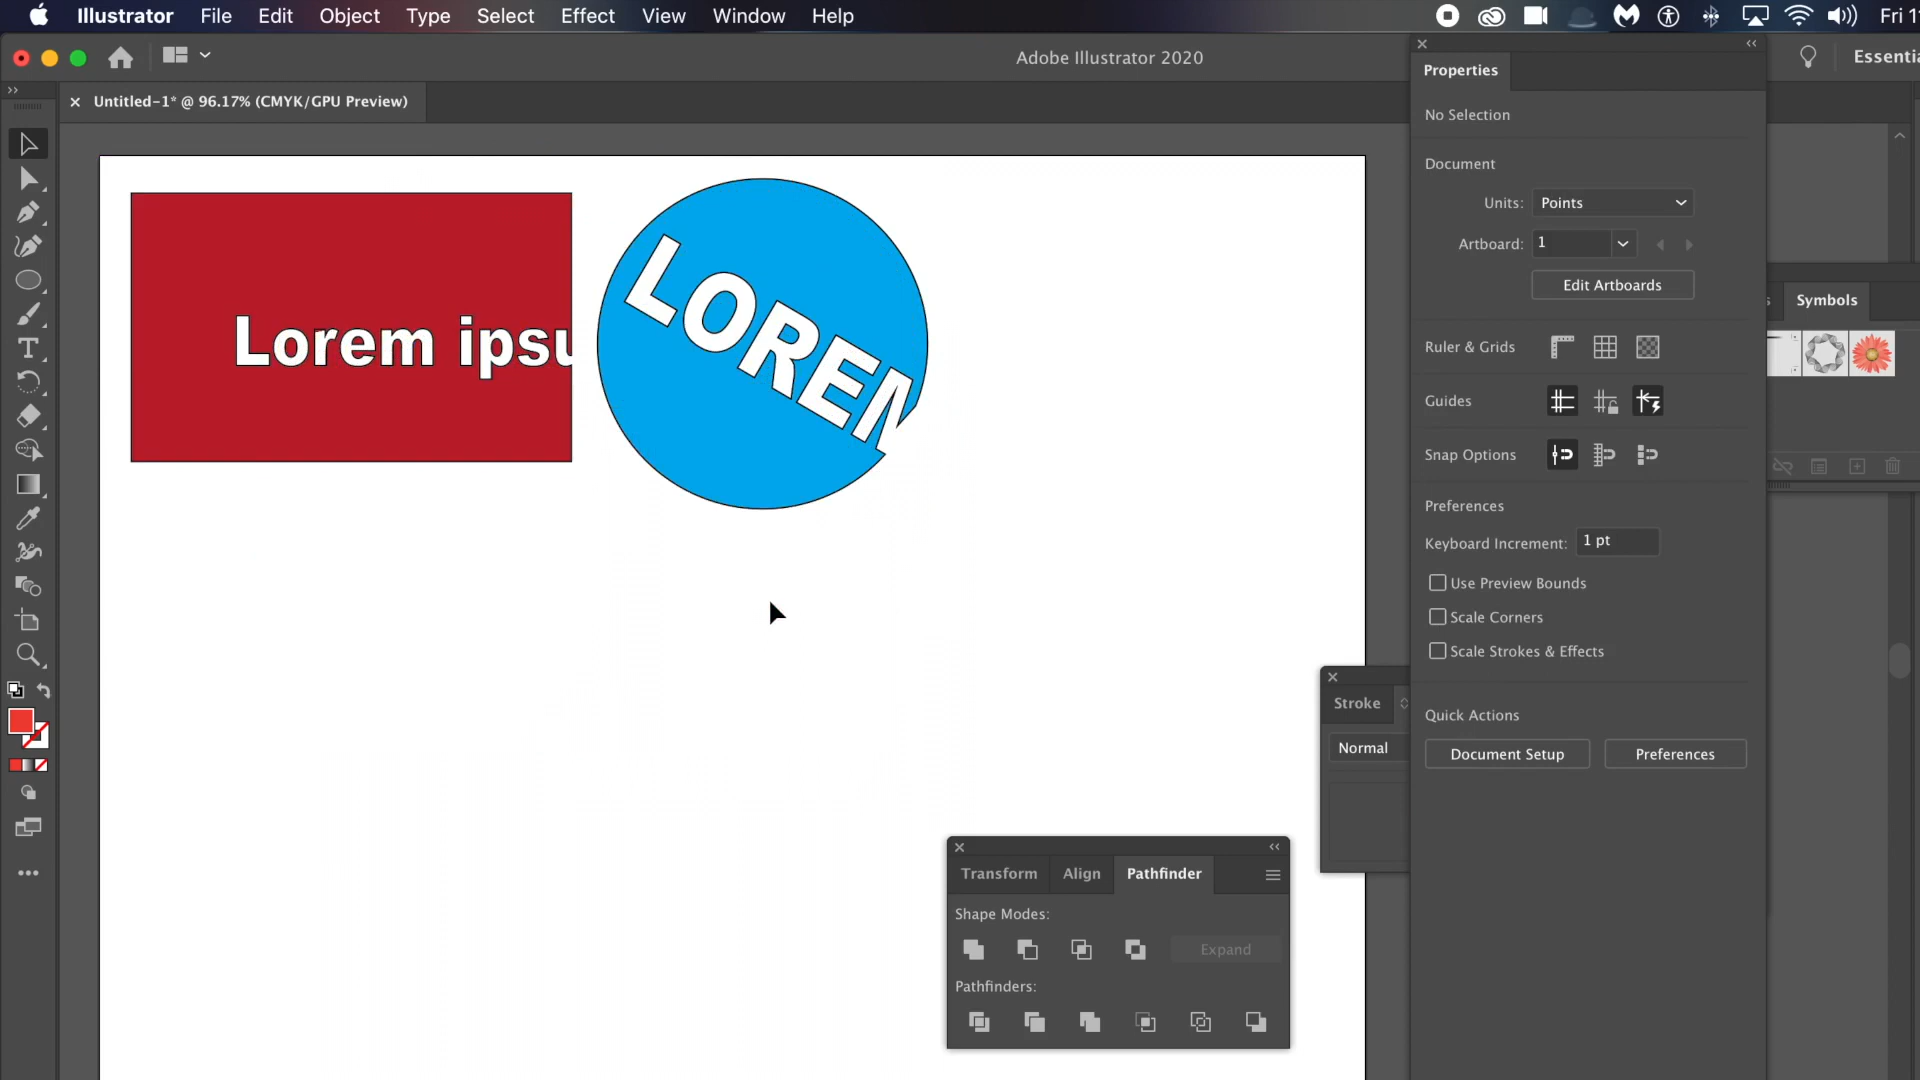 Illustrator File Edit Object Type Select Effect View Window Help Fri 1
Adobe Illustrator 2020
Essentia
Untitled-1* @ 96.17% (CMYK/GPU Preview)
Lorem ipsu
LOREM
Properties
No Selection
Document
Units: Points
Artboard: 1
Edit Artboards
Ruler & Grids
Guides
Snap Options
Preferences
Keyboard Increment: 1 pt
Use Preview Bounds
Scale Corners
Scale Strokes & Effects
Quick Actions
Document Setup Preferences
s Symbols
Stroke
Normal
Transform Align Pathfinder
Shape Modes:
Expand
Pathfinders: